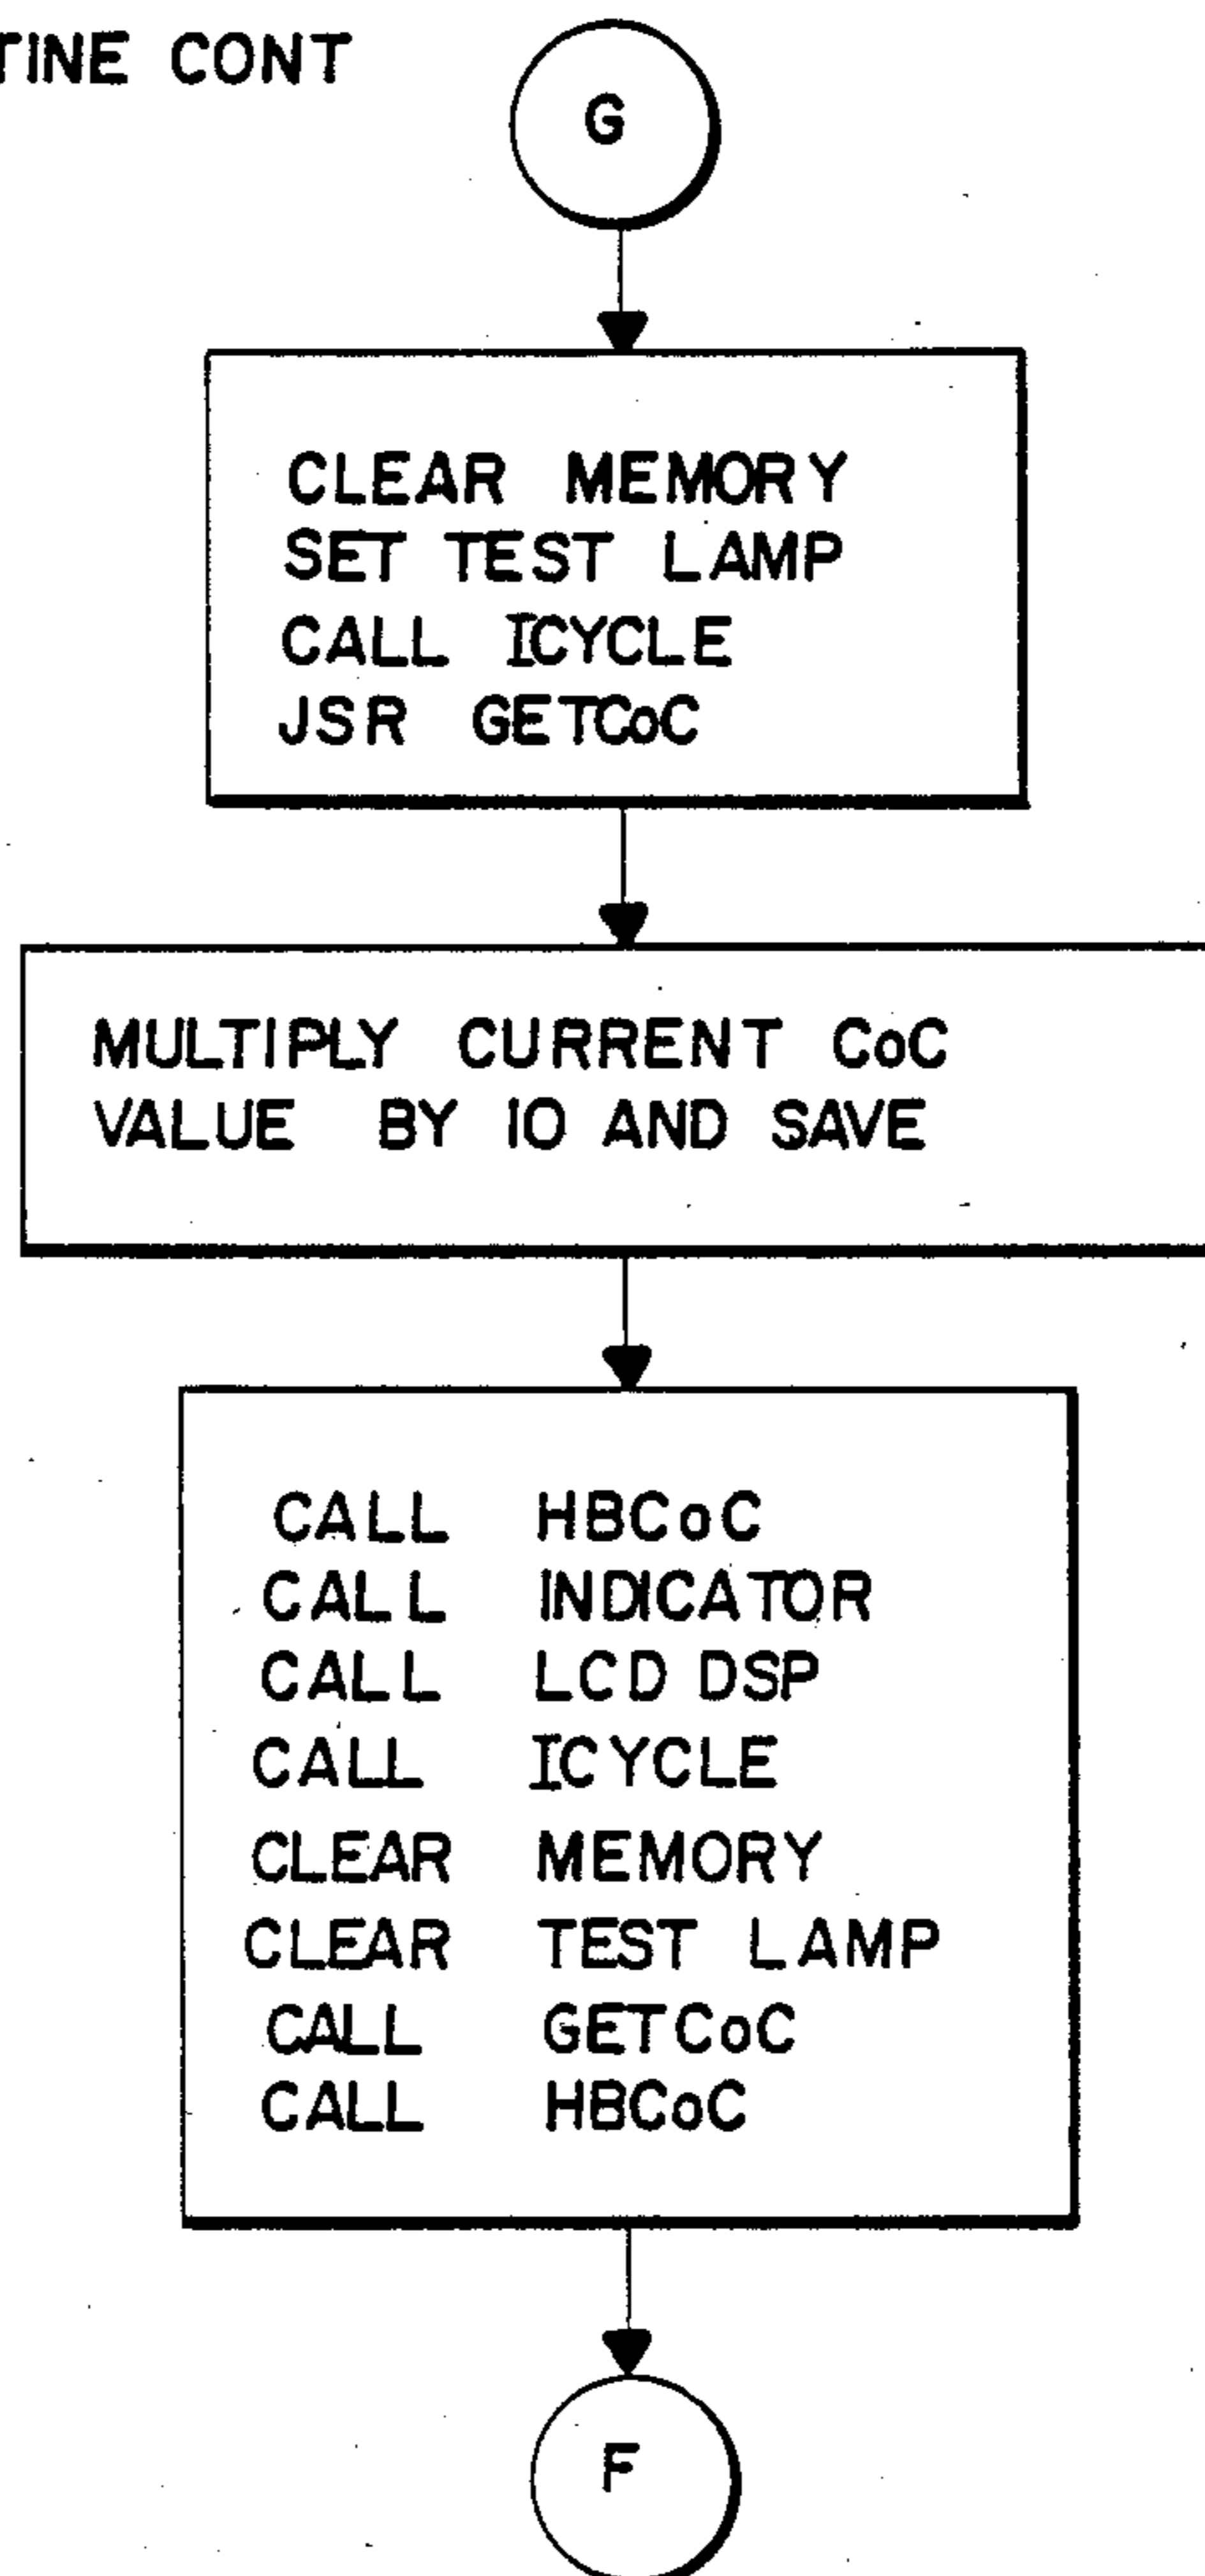 TINE CONT
G
CLEAR MEMORY
SET TEST LAMP
CALL ICYCLE
JSR GETCoC
MULTIPLY CURRENT CoC
VALUE BY 10 AND SAVE
CALL HBCoC
CALL INDICATOR
CALL LCD DSP
CALL ICYCLE
CLEAR MEMORY
CLEAR TEST LAMP
CALL GETCoC
CALL HBCoC
F